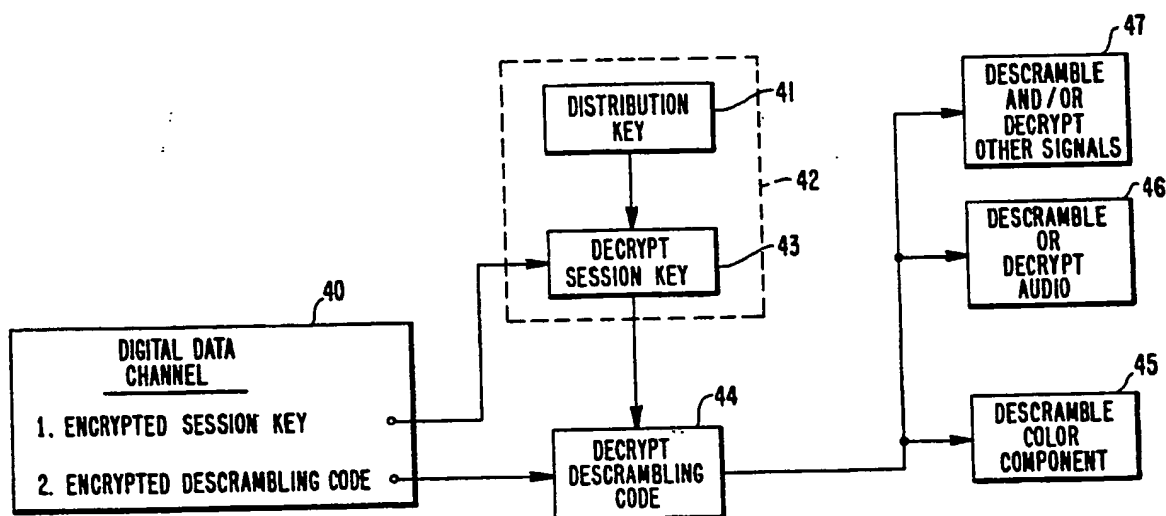 47
DESCRAMBLE
AND/OR
DECRYPT
OTHER SIGNALS
41
DISTRIBUTION
KEY
42
46
DESCRAMBLE
OR
DECRYPT
AUDIO
43
DECRYPT
SESSION KEY
40
DIGITAL DATA
CHANNEL
1. ENCRYPTED SESSION KEY
2. ENCRYPTED DESCRAMBLING CODE
44
DECRYPT
DESCRAMBLING
CODE
45
DESCRAMBLE
COLOR
COMPONENT